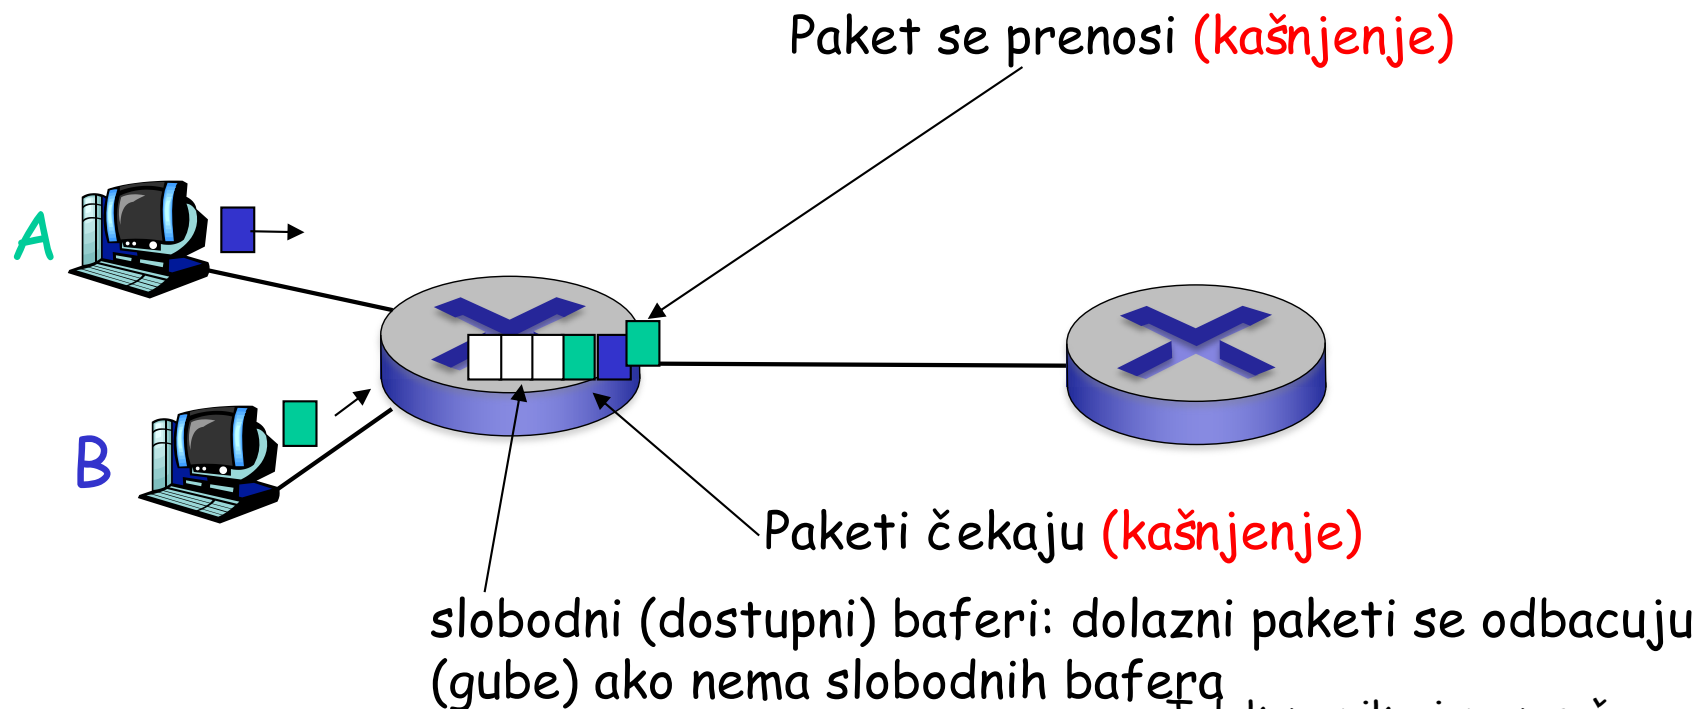 Paket se prenosi (kašnjenje)
A
B
Paketi čekaju (kašnjenje)
slobodni (dostupni) baferi: dolazni paketi se odbacuju
(gube) ako nema slobodnih bafera